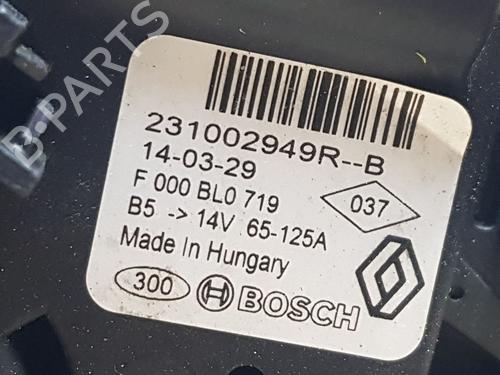 B-PARTS
231002949R--B
14-03-29
F 000 BL0 719
037
B5 -> 14V 65-125A
Made In Hungary
300 BOSCH